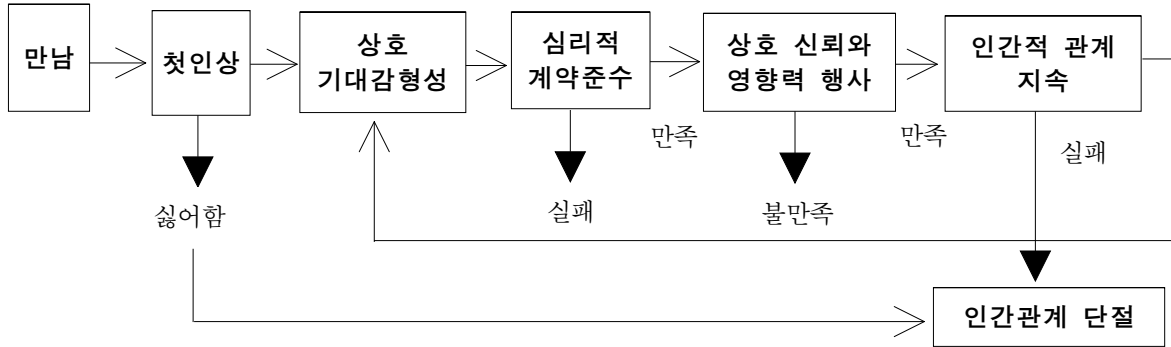 만남
첫인상
상호
기대감형성
심리적
계약준수
상호 신뢰와
영향력 행사
인간적 관계
지속
만족
만족
실패
싫어함
실패
불만족
인간관계 단절